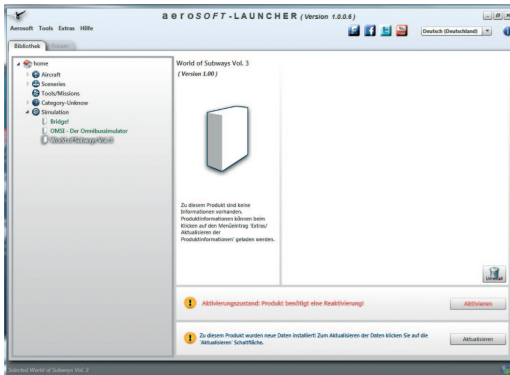 aerosoft-LAUNCHER (Version 1.0.0.6)
Aerosoft Tools Extras Hilfe
Deutsch (Deutschland)
Bibliothek
home
Aircraft
Sceneries
Tools/Missions
Category-Unknow
Simulation
Bridge!
OMSI - Der Omnibussimulator
World of Subways Vol. 3
World of Subways Vol. 3
(Version 1.00)
Zu diesem Produkt sind keine
Informationen vorhanden.
Produktinformationen können beim
Klicken auf den Menüeintrag 'Extras/
Aktualisieren der
Produktinformationen' geladen werden.
Uninstall
Aktivierungszustand: Produkt benötigt eine Reaktivierung!
Aktivieren
Zu diesem Produkt wurden neue Daten installiert! Zum Aktualisieren der Daten klicken Sie auf die
'Aktualisieren' Schaltfläche.
Aktualisieren
Selected World of Subways Vol. 3